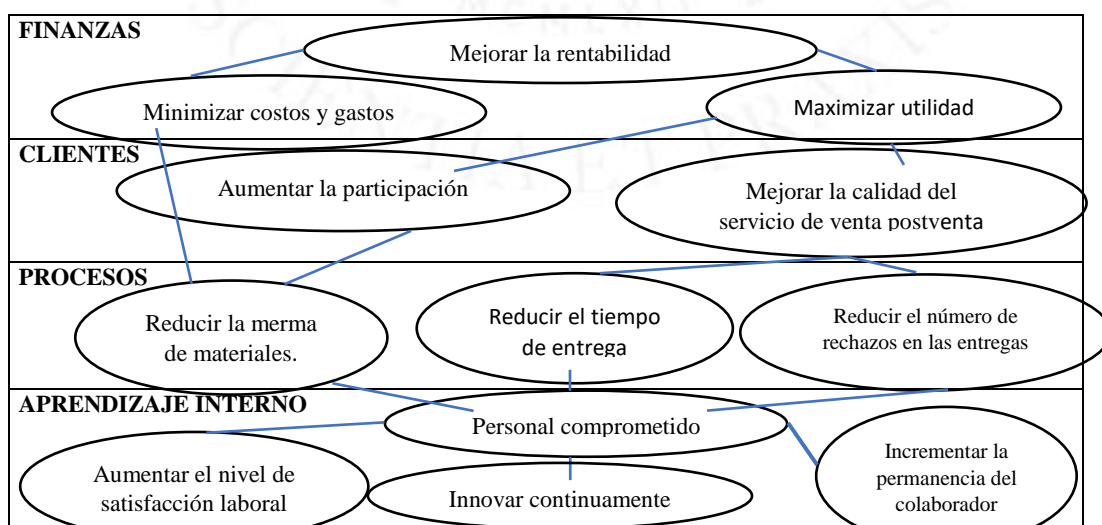 FINANZAS
Mejorar la rentabilidad
Minimizar costos y gastos
Maximizar utilidad
CLIENTES
Aumentar la participación
Mejorar la calidad del
servicio de venta postventa
PROCESOS
Reducir la merma
de materiales.
Reducir el tiempo
de entrega
Reducir el número de
rechazos en las entregas
APRENDIZAJE INTERNO
Personal comprometido
Aumentar el nivel de
satisfacción laboral
Innovar continuamente
Incrementar la
permanencia del
colaborador
SCIENTIA ET PRAXIS